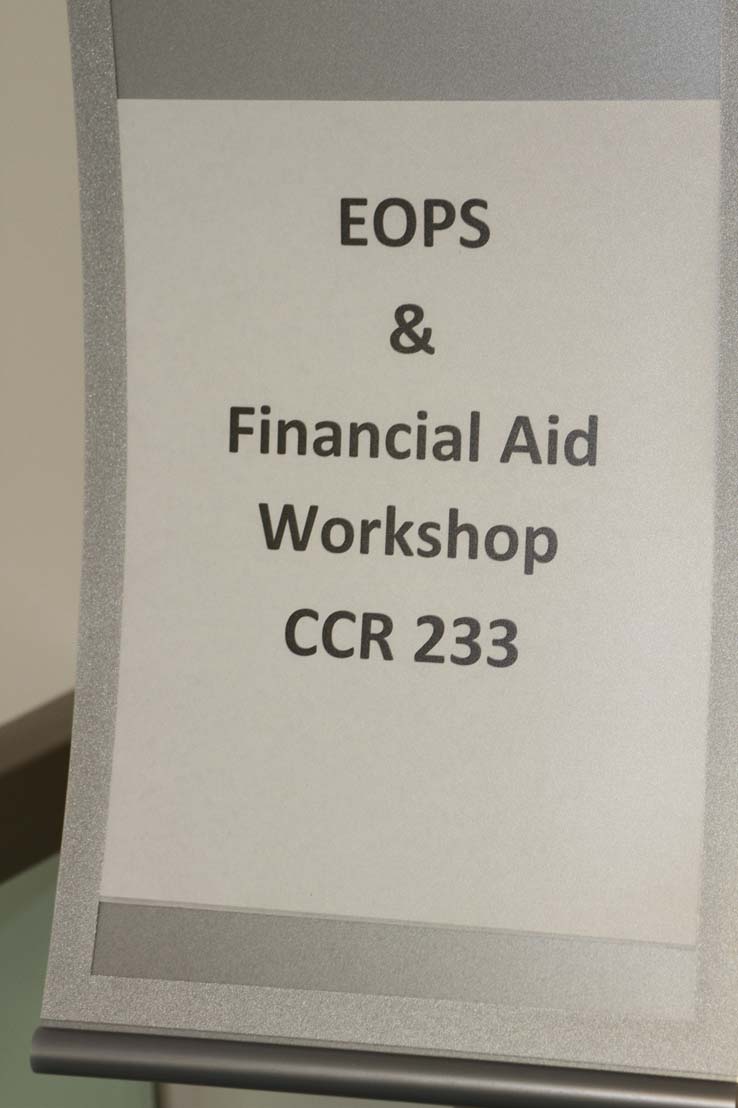 EOPS
&
Financial Aid
Workshop
CCR 233